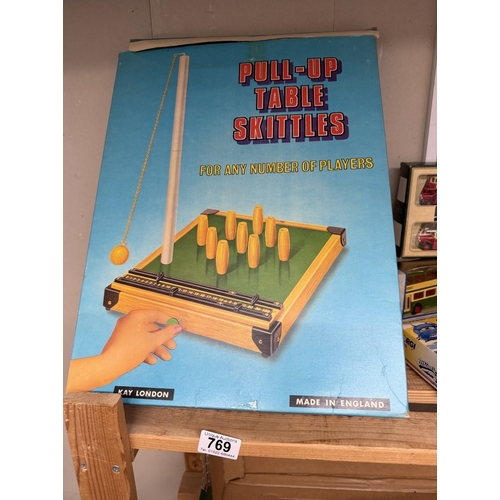 PULL-UP
TABLE
SKITTLES
FOR ANY NUMBER OF PLAYERS
KAY LONDON
MADE IN ENGLAND
769